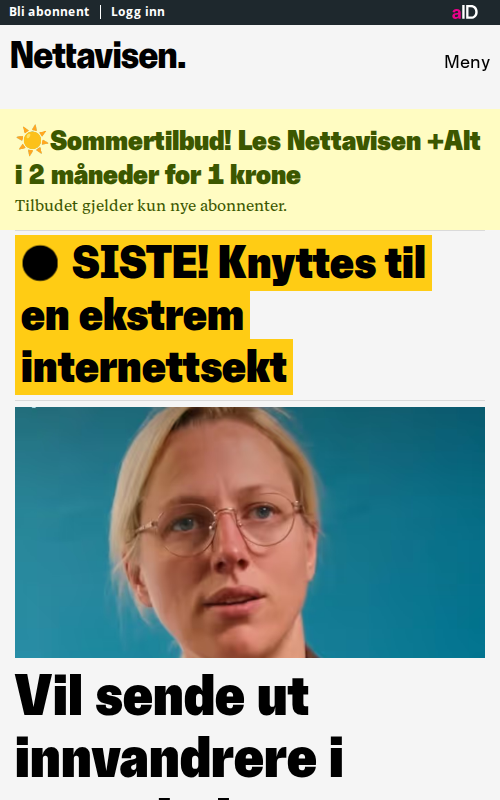 Bli abonnent | Logg inn
aID
Nettavisen.
Meny
☀️Sommertilbud! Les Nettavisen +Alt
i 2 måneder for 1 krone
Tilbudet gjelder kun nye abonnenter.
● SISTE! Knyttes til
en ekstrem
internettsekt
Vil sende ut
innvandrere i